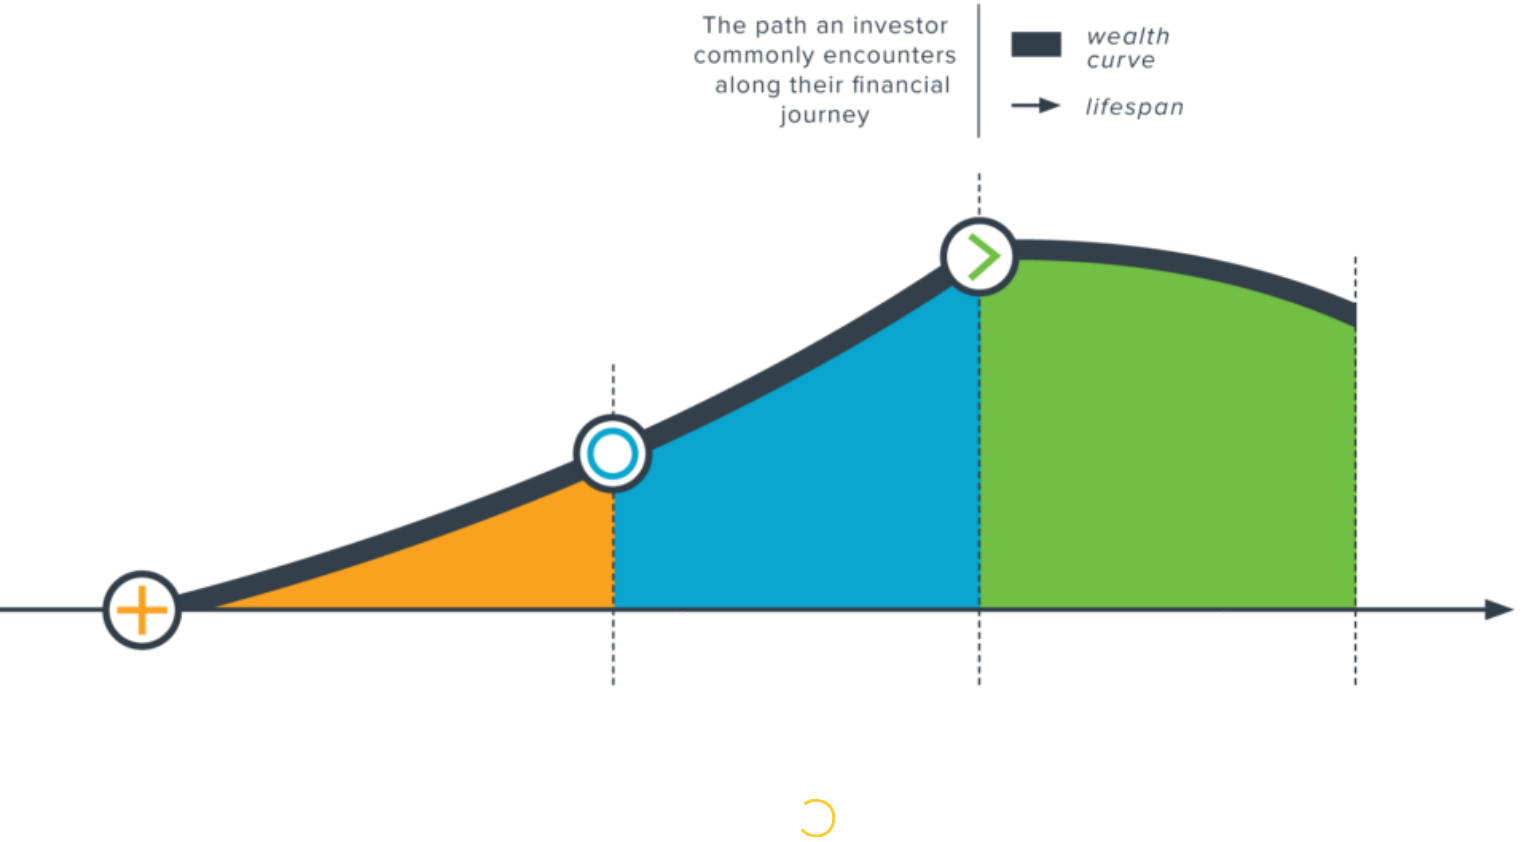 The path an investor
commonly encounters
along their financial
journey
wealth
curve
lifespan